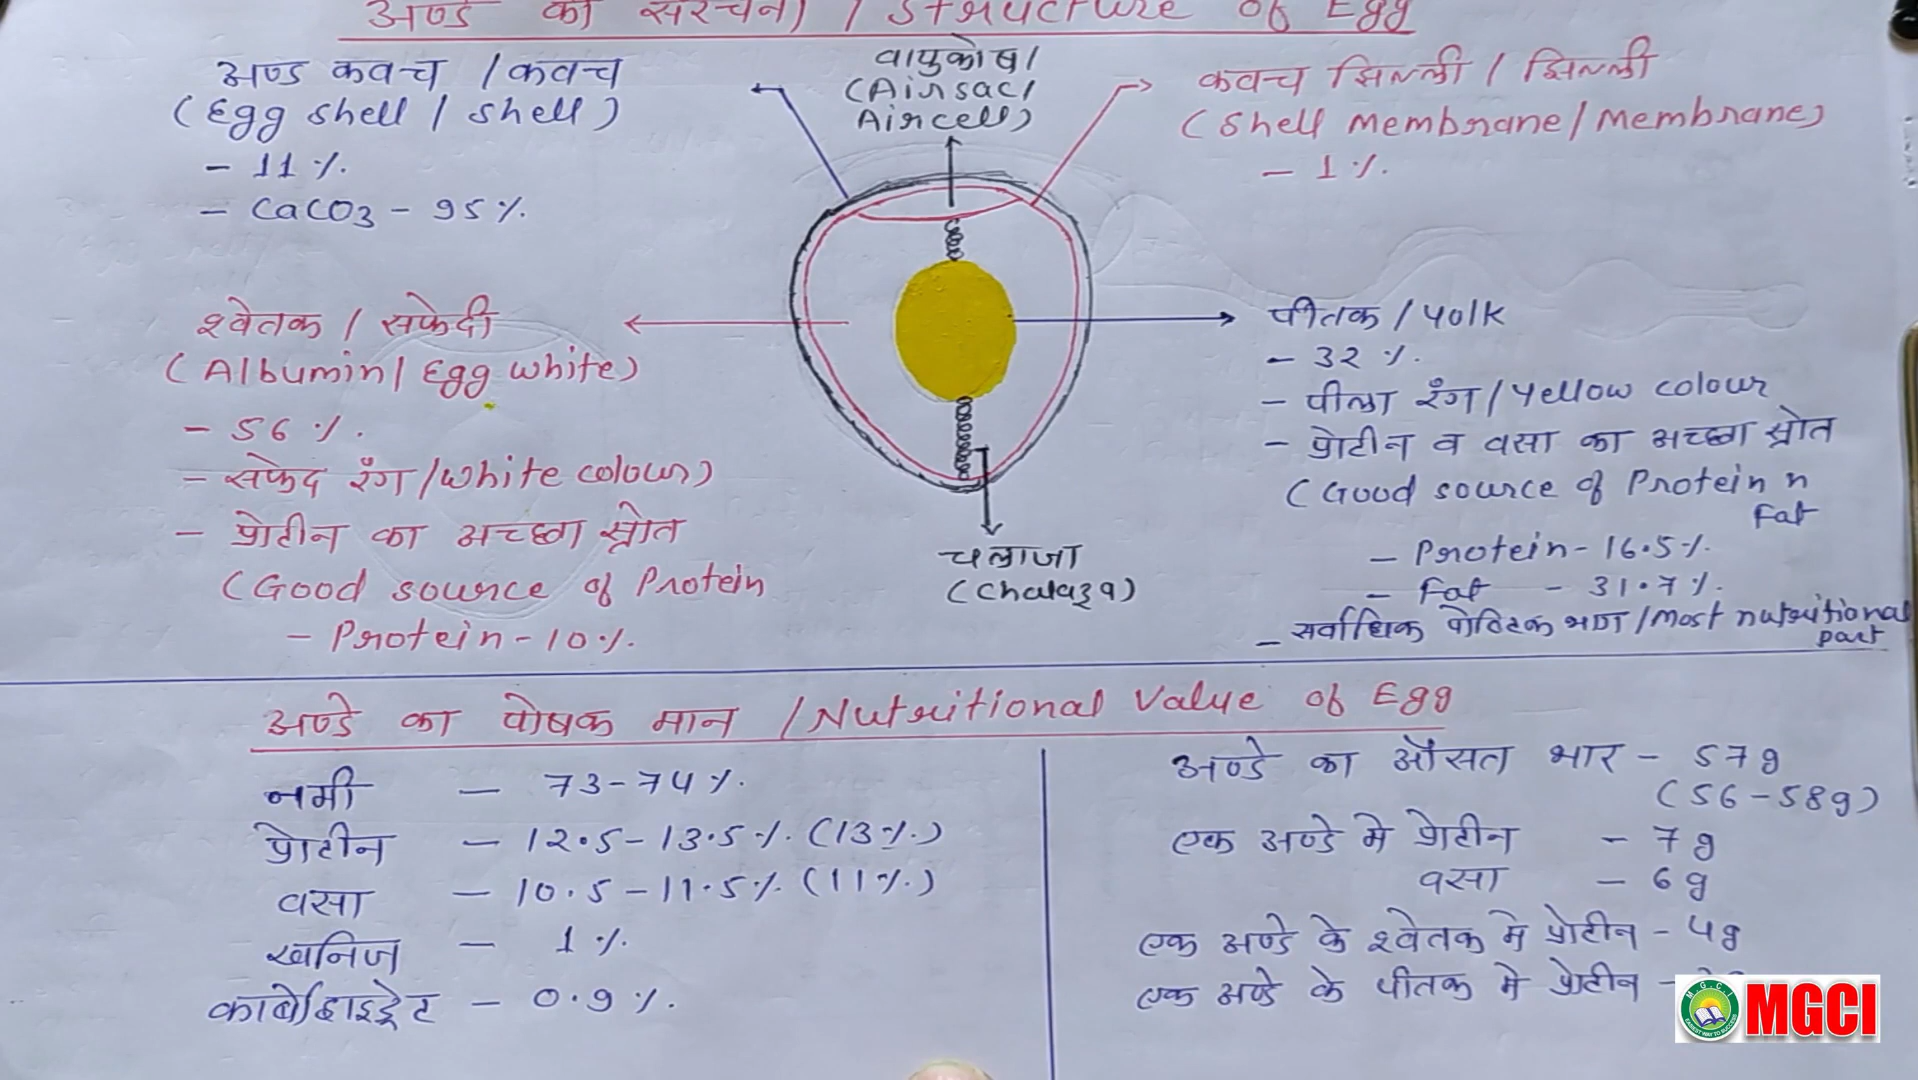 अण्डे की संरचना / Structure of Egg
अण्ड कवच / कवच
(Egg shell / shell)
- 11 %.
- CaCO3 - 95 %.
वायुकोष /
(Airsac /
Aircell)
कवच झिल्ली / झिल्ली
(Shell membrane / Membrane)
- 1 %.
श्वेतक / सफेदी
(Albumin / Egg white)
- 56 %.
- सफेद रंग / White colour)
- प्रोटीन का अच्छा स्रोत
(Good source of Protein
- Protein - 10 %.
पीतक / Yolk
- 32 %.
- पीला रंग / Yellow colour
- प्रोटीन व वसा का अच्छा स्रोत
(Good source of Protein n
Fat
- Protein - 16.5 %.
- Fat - 31.7 %.
- सर्वाधिक पोष्टिक भाग / Most nutritional
part
चलाजा
(Chalaza)
अण्डे का पोषक मान / Nutritional Value of Egg
नमी - 73-74 %.
प्रोटीन - 12.5-13.5 %. (13 %.)
वसा - 10.5-11.5 % (11 %.)
खनिज - 1 %.
कार्बोहाइड्रेट - 0.9 %.
अण्डे का औसत भार - 57g
(56-58g)
एक अण्डे मे प्रोटीन - 7g
वसा - 6g
एक अण्डे के श्वेतक मे प्रोटीन - 4g
एक अण्डे के पीतक मे प्रोटीन -
M.G.C.I
EASIEST WAY TO SUCCESS
MGCI